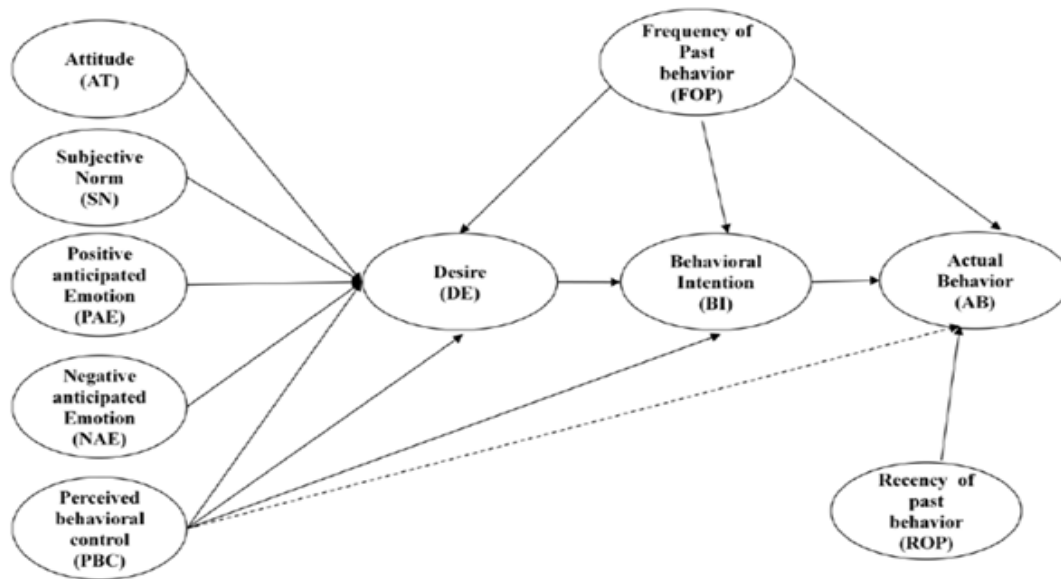 Attitude
(AT)
Subjective
Norm
(SN)
Positive
anticipated
Emotion
(PAE)
Negative
anticipated
Emotion
(NAE)
Perceived
behavioral
control
(PBC)
Desire
(DE)
Frequency of
Past
behavior
(FOP)
Behavioral
Intention
(BI)
Actual
Behavior
(AB)
Recency of
past
behavior
(ROP)